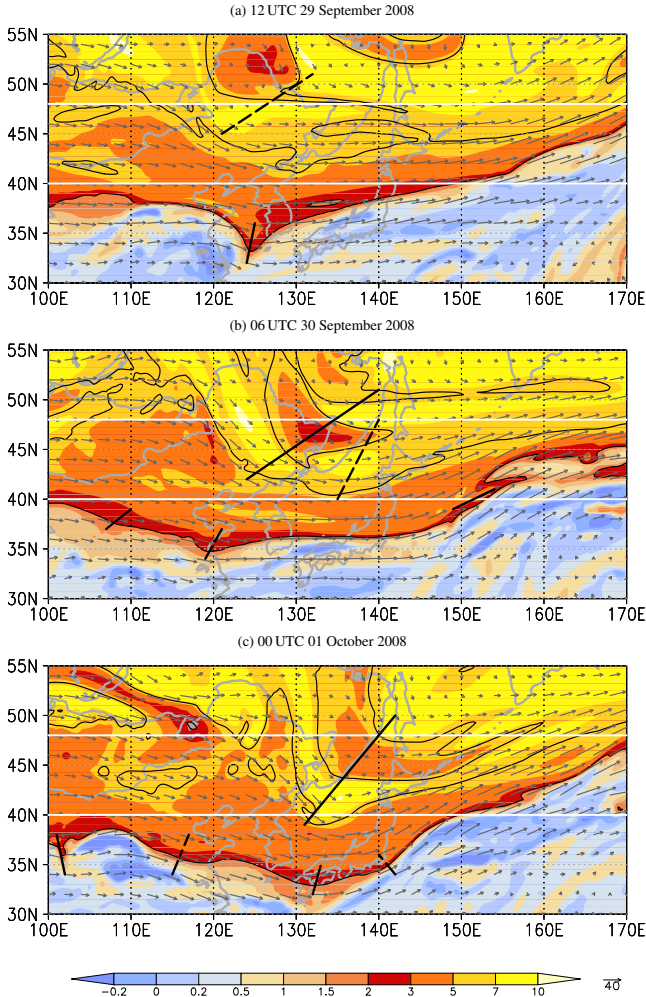 (a) 12 UTC 29 September 2008
55N
50N
45N
40N
35N
30N
100E 110E 120E 130E 140E 150E 160E 170E
(b) 06 UTC 30 September 2008
55N
50N
45N
40N
35N
30N
100E 110E 120E 130E 140E 150E 160E 170E
(c) 00 UTC 01 October 2008
55N
50N
45N
40N
35N
30N
100E 110E 120E 130E 140E 150E 160E 170E
−0.2 0 0.2 0.5 1 1.5 2 3 5 7 10 40